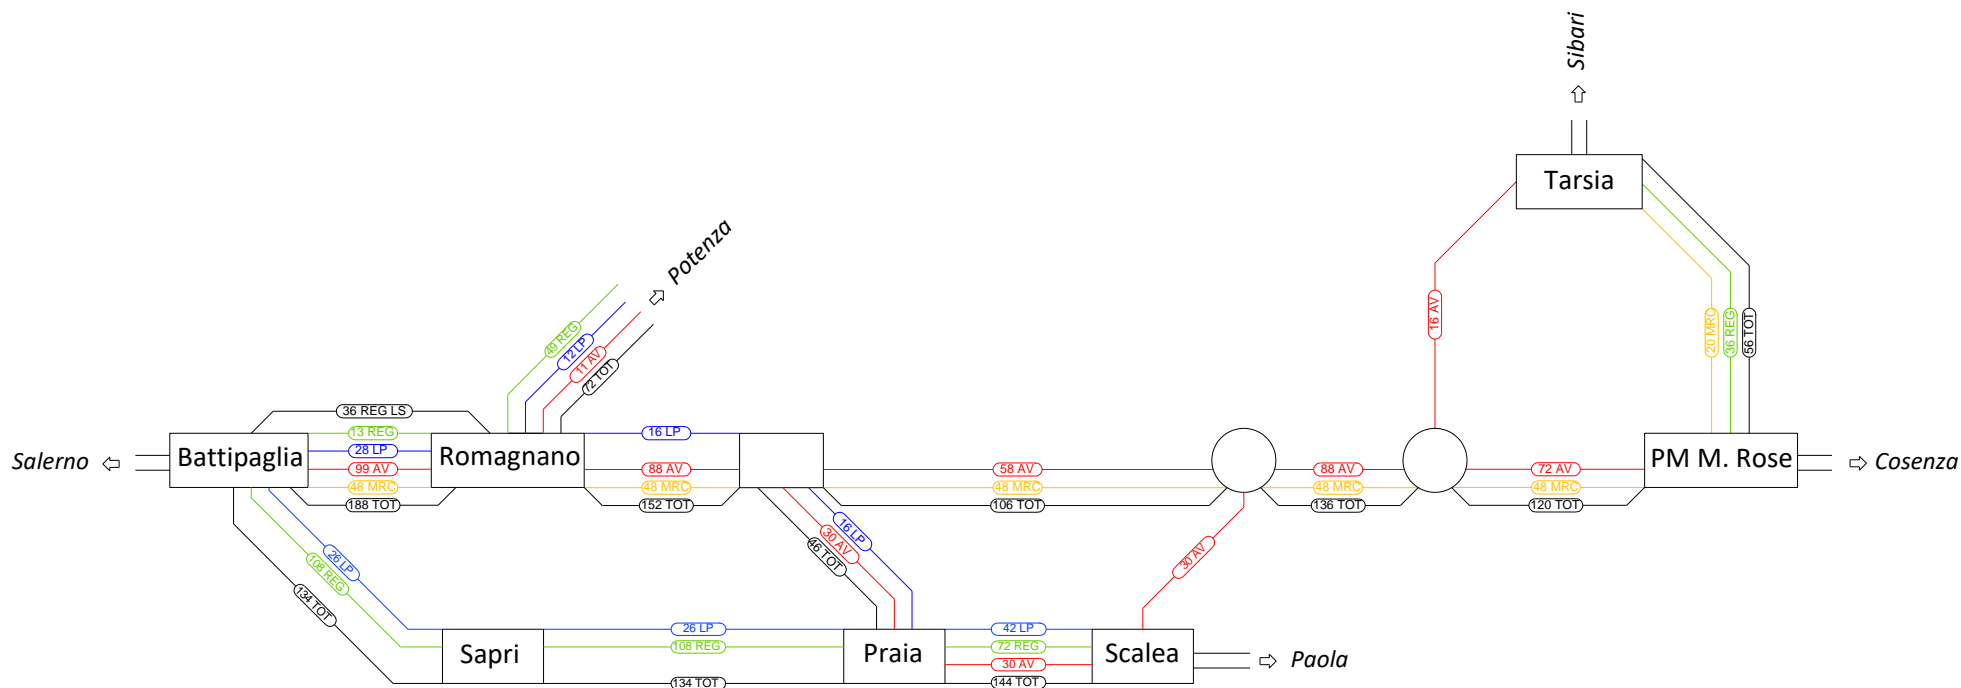 Sibari
Tarsia
Potenza
16 AV
20 MRC
36 REG
56 TOT
49 REG
12 LP
11 AV
72 TOT
36 REG LS
13 REG
16 LP
Salerno
Battipaglia
28 LP
Romagnano
PM M. Rose
Cosenza
99 AV
88 AV
58 AV
88 AV
72 AV
48 MRC
48 MRC
48 MRC
48 MRC
48 MRC
188 TOT
152 TOT
106 TOT
136 TOT
120 TOT
16 LP
30 AV
46 TOT
30 AV
26 LP
108 REG
134 TOT
26 LP
42 LP
108 REG
72 REG
Sapri
Praia
Scalea
Paola
30 AV
134 TOT
144 TOT